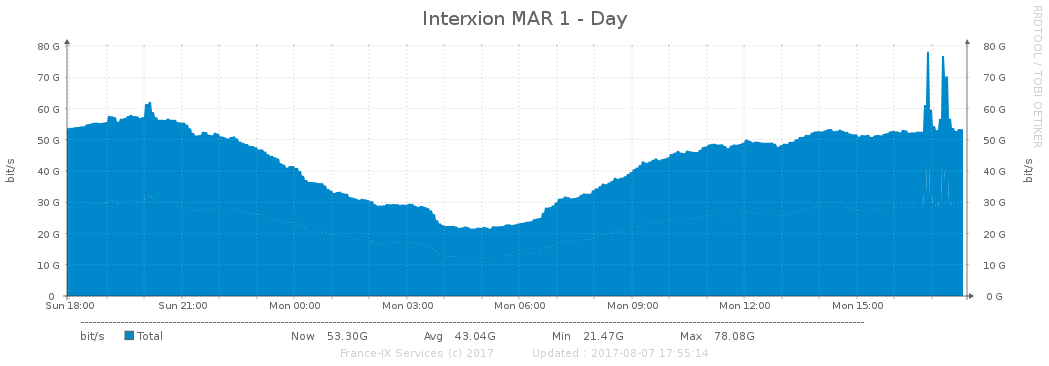 Interxion MAR 1 - Day
RRDTOOL / TOBI OETIKER
bit/s
80 G 80 G
70 G 70 G
60 G 60 G
50 G 50 G
40 G 40 G
30 G 30 G
20 G 20 G
10 G 10 G
0 0 G
bit/s
Sun 18:00 Sun 21:00 Mon 00:00 Mon 03:00 Mon 06:00 Mon 09:00 Mon 12:00 Mon 15:00
bit/s Total Now 53.30G Avg 43.04G Min 21.47G Max 78.08G
France-IX Services (c) 2017 Updated : 2017-08-07 17:55:14